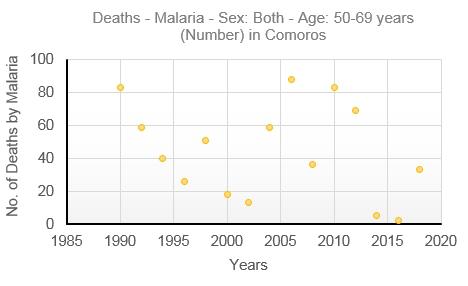 Deaths - Malaria - Sex: Both - Age: 50-69 years
(Number) in Comoros
No. of Deaths by Malaria
100
80
60
40
20
0
1985 1990 1995 2000 2005 2010 2015 2020
Years